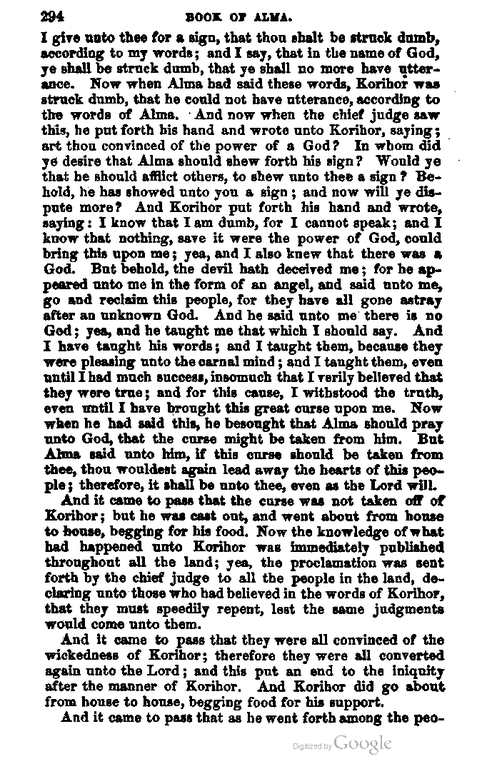 294 BOOK OF ALMA.
I give unto thee for a sign, that thou shalt be struck dumb,
according to my words; and I say, that in the name of God,
ye shall be struck dumb, that ye shall no more have utter-
ance. Now when Alma had said these words, Korihor was
struck dumb, that he could not have utterance, according to
the words of Alma. And now when the chief judge saw
this, he put forth his hand and wrote unto Korihor, saying;
art thou convinced of the power of a God? In whom did
ye desire that Alma should shew forth his sign? Would ye
that he should afflict others, to shew unto thee a sign? Be-
hold, he has showed unto you a sign; and now will ye dis-
pute more? And Korihor put forth his hand and wrote,
saying: I know that I am dumb, for I cannot speak; and I
know that nothing, save it were the power of God, could
bring this upon me; yea, and I also knew that there was a
God. But behold, the devil hath deceived me; for he ap-
peared unto me in the form of an angel, and said unto me,
go and reclaim this people, for they have all gone astray
after an unknown God. And he said unto me there is no
God; yea, and he taught me that which I should say. And
I have taught his words; and I taught them, because they
were pleasing unto the carnal mind; and I taught them, even
until I had much success, insomuch that I verily believed that
they were true; and for this cause, I withstood the truth,
even until I have brought this great curse upon me. Now
when he had said this, he besought that Alma should pray
unto God, that the curse might be taken from him. But
Alma said unto him, if this curse should be taken from
thee, thou wouldest again lead away the hearts of this peo-
ple; therefore, it shall be unto thee, even as the Lord will.
And it came to pass that the curse was not taken off of
Korihor; but he was cast out, and went about from house
to house, begging for his food. Now the knowledge of what
had happened unto Korihor was immediately published
throughout all the land; yea, the proclamation was sent
forth by the chief judge to all the people in the land, de-
claring unto those who had believed in the words of Korihor,
that they must speedily repent, lest the same judgments
would come unto them.
And it came to pass that they were all convinced of the
wickedness of Korihor; therefore they were all converted
again unto the Lord; and this put an end to the iniquity
after the manner of Korihor. And Korihor did go about
from house to house, begging food for his support.
And it came to pass that as he went forth among the peo-
Digitized by Google